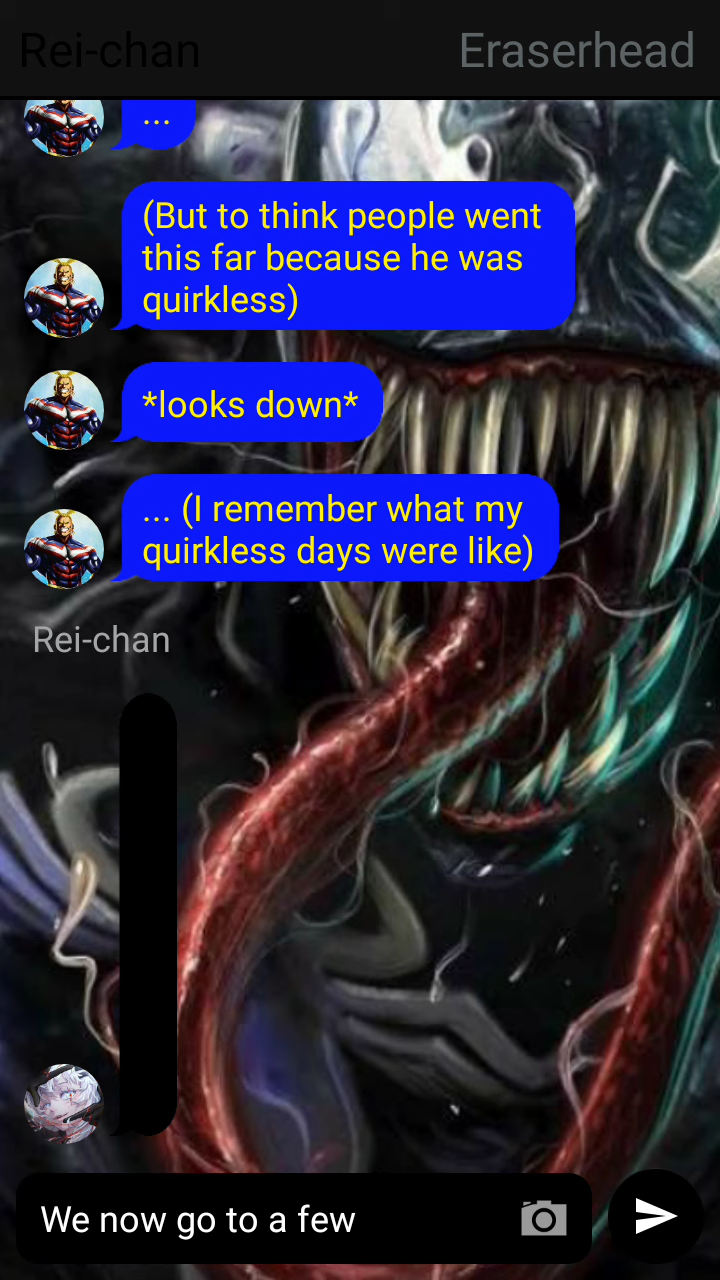 Rei-chan
Eraserhead
...
(But to think people went
this far because he was
quirkless)
*looks down*
... (I remember what my
quirkless days were like)
Rei-chan
We now go to a few